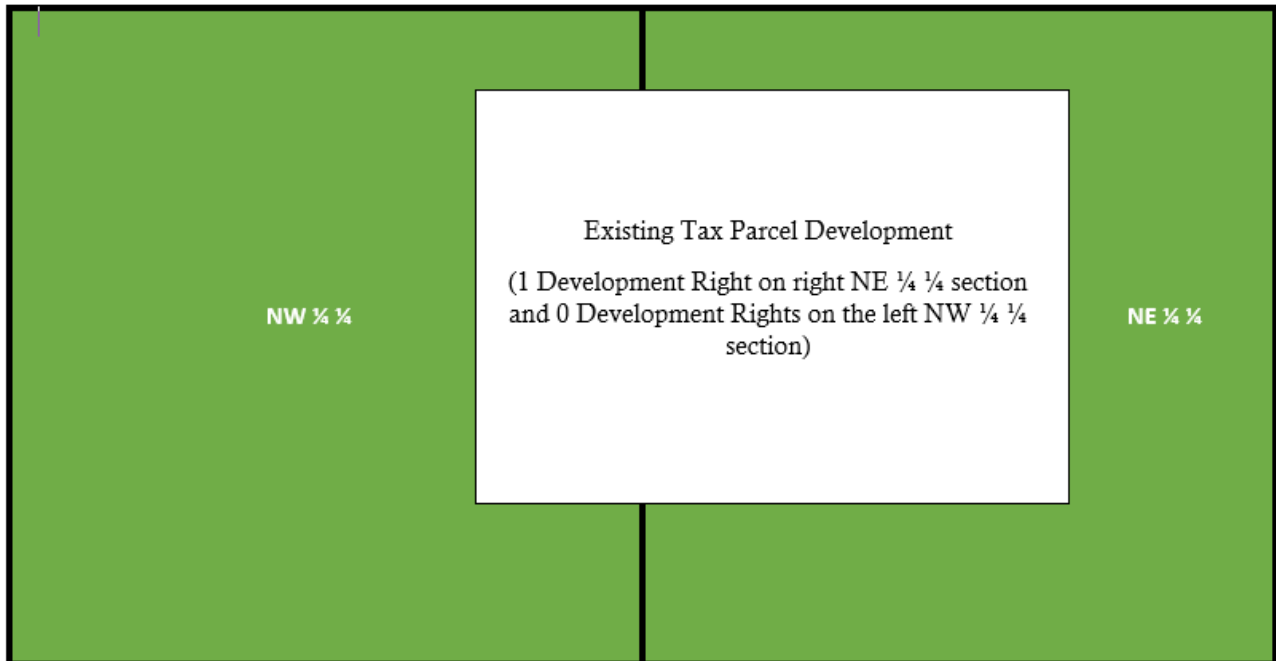 Existing Tax Parcel Development
(1 Development Right on right NE ¼ ¼ section
and 0 Development Rights on the left NW ¼ ¼
section)
NW ¼ ¼
NE ¼ ¼